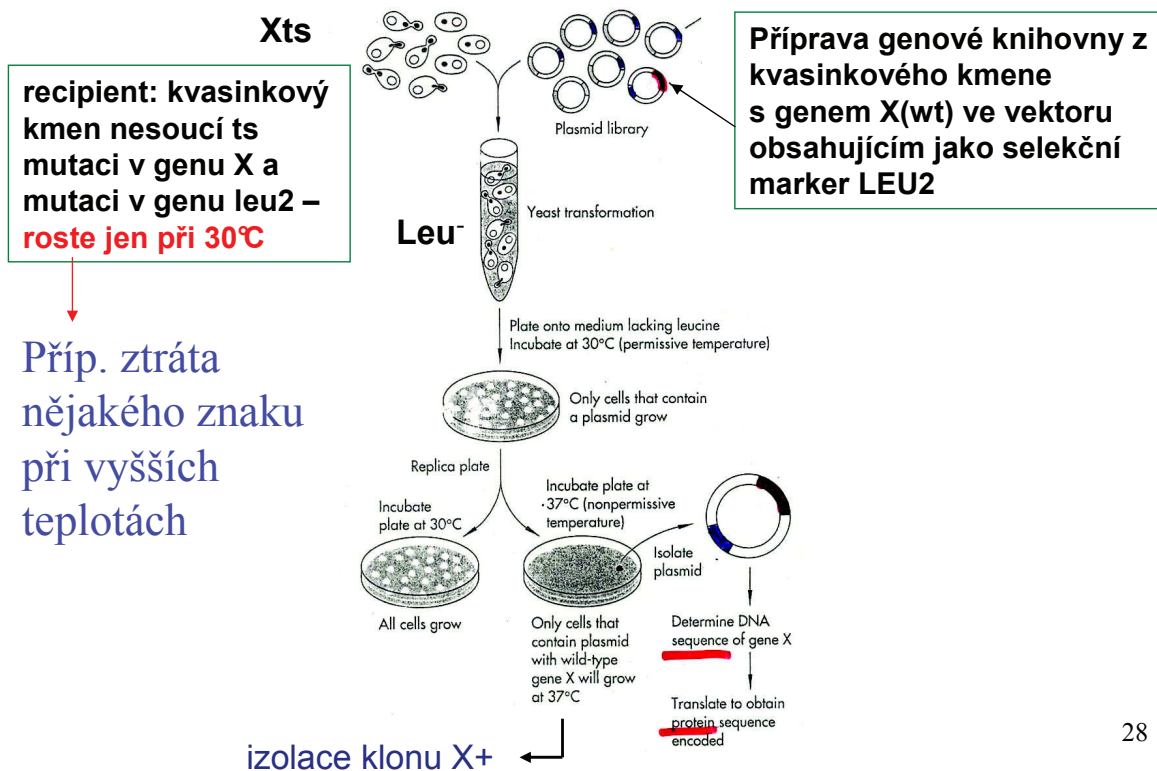 Xts
recipient: kvasinkový
kmen nesoucí ts
mutaci v genu X a
mutaci v genu leu2 –
roste jen při 30°C
Příprava genové knihovny z
kvasinkového kmene
s genem X(wt) ve vektoru
obsahujícím jako selekční
marker LEU2
Plasmid library
Yeast transformation
Leu-
Příp. ztráta
nějakého znaku
při vyšších
teplotách
Plate onto medium lacking leucine
Incubate at 30°C (permissive temperature)
Only cells that contain
a plasmid grow
Replica plate
Incubate
plate at 30°C
Incubate plate at
37°C (nonpermissive
temperature)
Isolate
plasmid
All cells grow
Only cells that
contain plasmid
with wild-type
gene X will grow
at 37°C
Determine DNA
sequence of gene X
Translate to obtain
protein sequence
encoded
izolace klonu X+
28